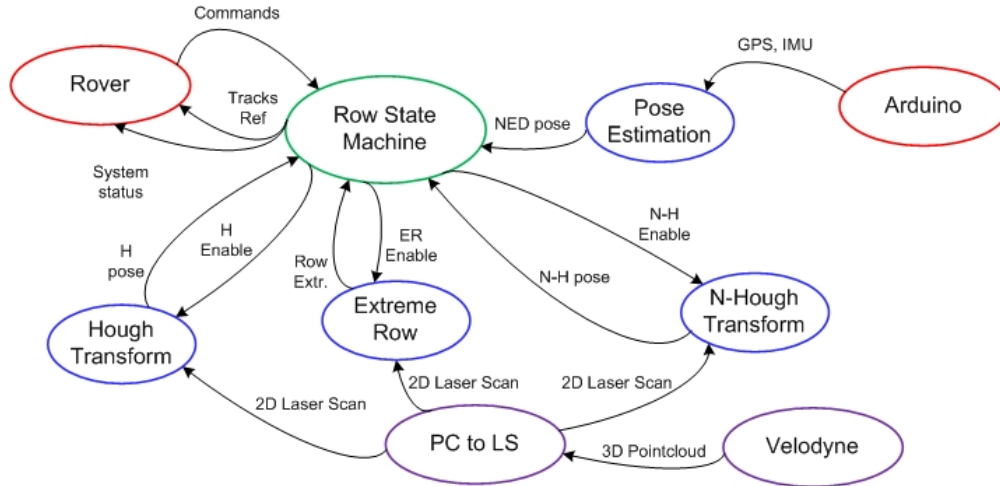 Commands
GPS, IMU
Rover
Tracks
Ref
Row State
Machine
NED pose
Pose
Estimation
Arduino
System
status
H
pose
H
Enable
Row
Extr.
ER
Enable
N-H pose
N-H
Enable
Hough
Transform
Extreme
Row
N-Hough
Transform
2D Laser Scan
2D Laser Scan
2D Laser Scan
PC to LS
3D Pointcloud
Velodyne